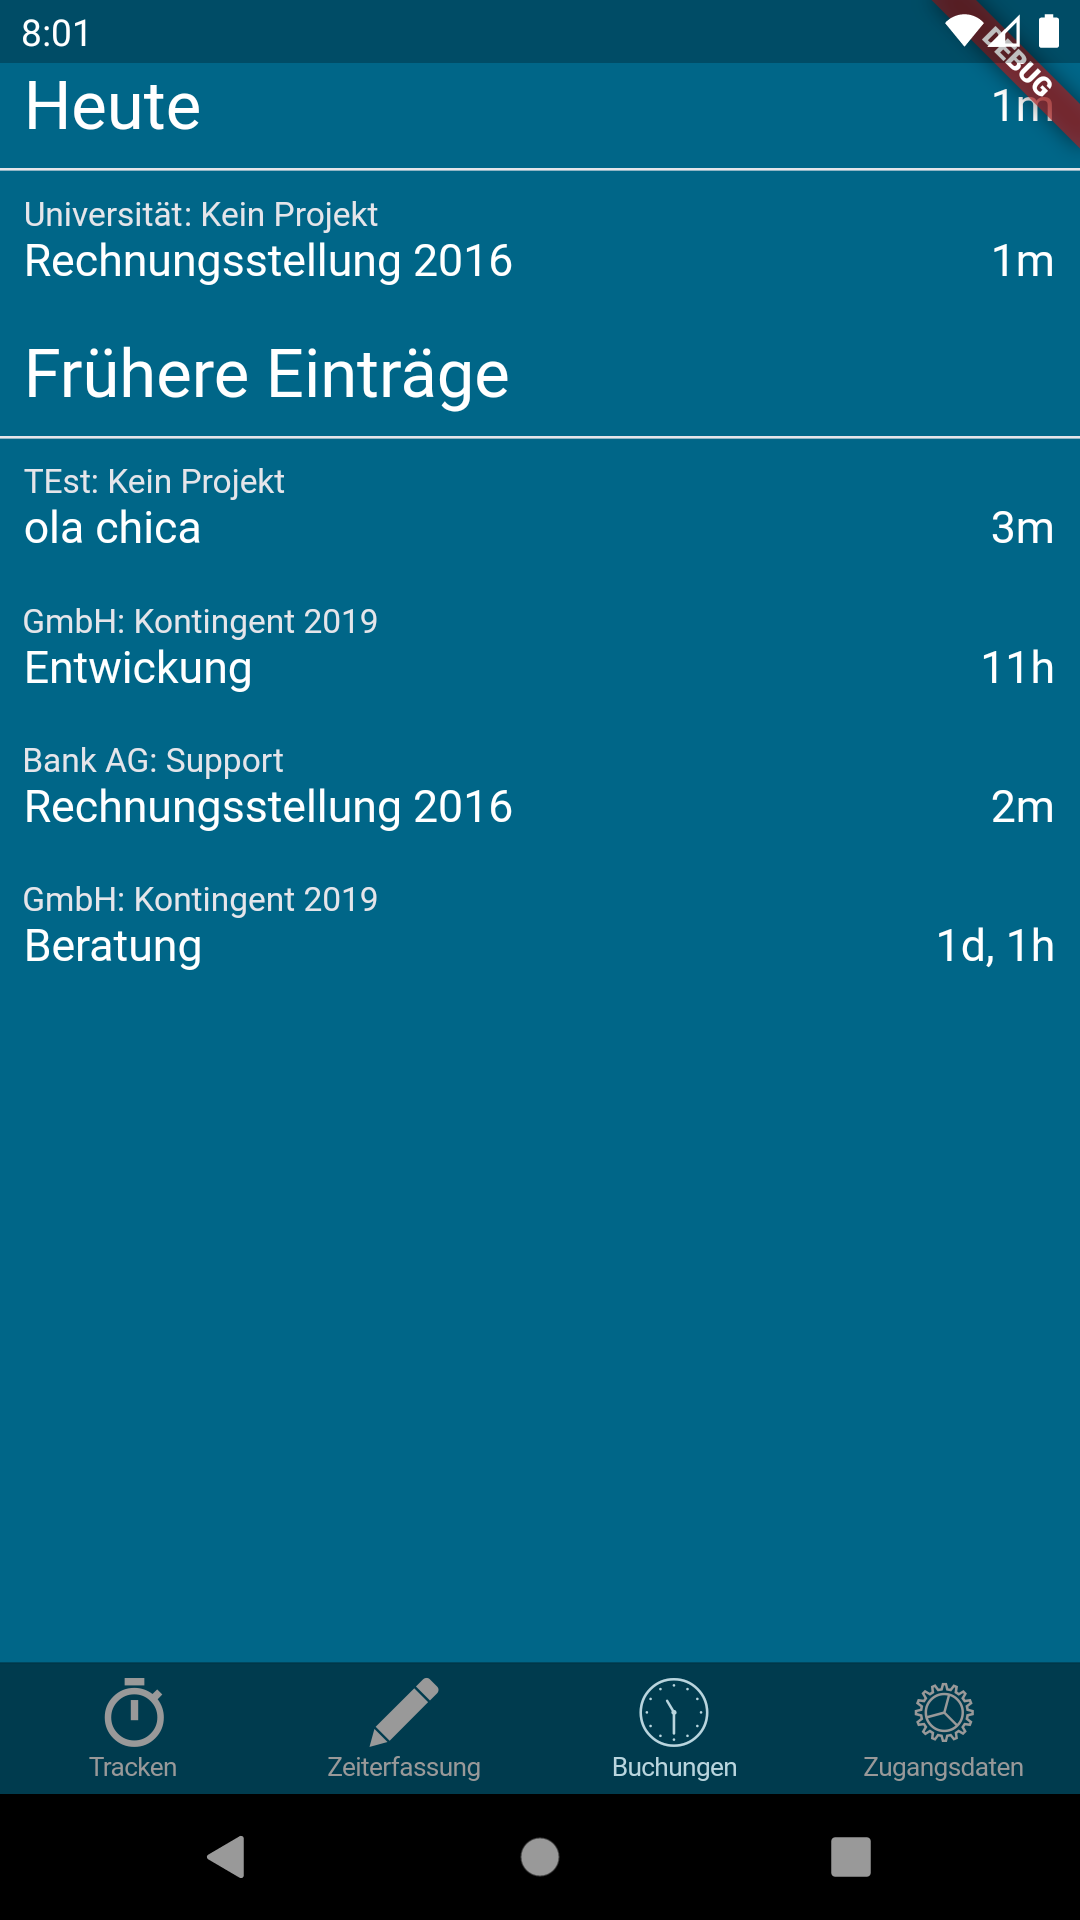 8:01
DEBUG
Heute 1m
Universität: Kein Projekt
Rechnungsstellung 2016 1m
Frühere Einträge
TEst: Kein Projekt
ola chica 3m
GmbH: Kontingent 2019
Entwickung 11h
Bank AG: Support
Rechnungsstellung 2016 2m
GmbH: Kontingent 2019
Beratung 1d, 1h
Tracken Zeiterfassung Buchungen Zugangsdaten